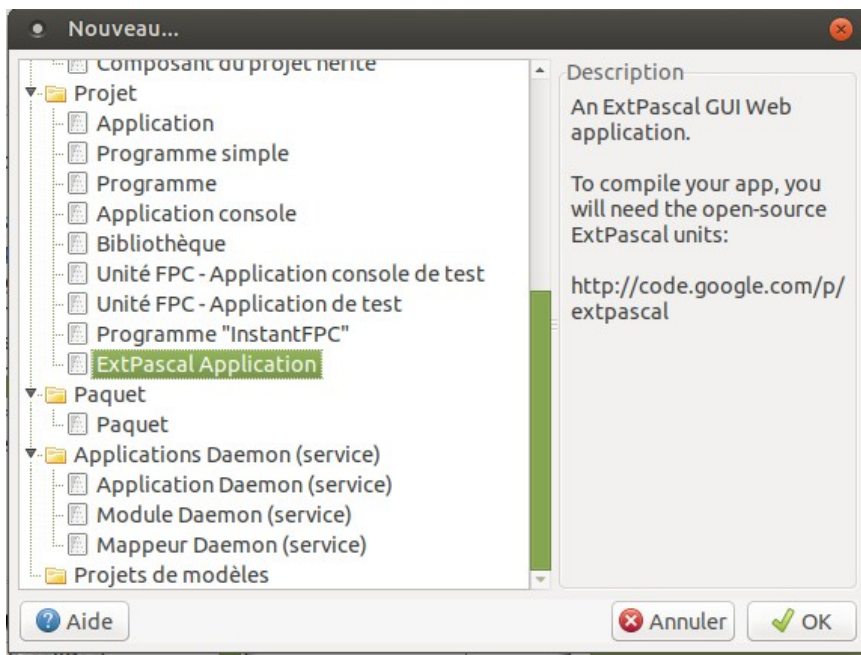 Nouveau...
Composant du projet hérité
Projet
Application
Programme simple
Programme
Application console
Bibliothèque
Unité FPC - Application console de test
Unité FPC - Application de test
Programme "InstantFPC"
ExtPascal Application
Paquet
Paquet
Applications Daemon (service)
Application Daemon (service)
Module Daemon (service)
Mappeur Daemon (service)
Projets de modèles
Description
An ExtPascal GUI Web
application.
To compile your app, you
will need the open-source
ExtPascal units:
http://code.google.com/p/
extpascal
Aide
Annuler
OK